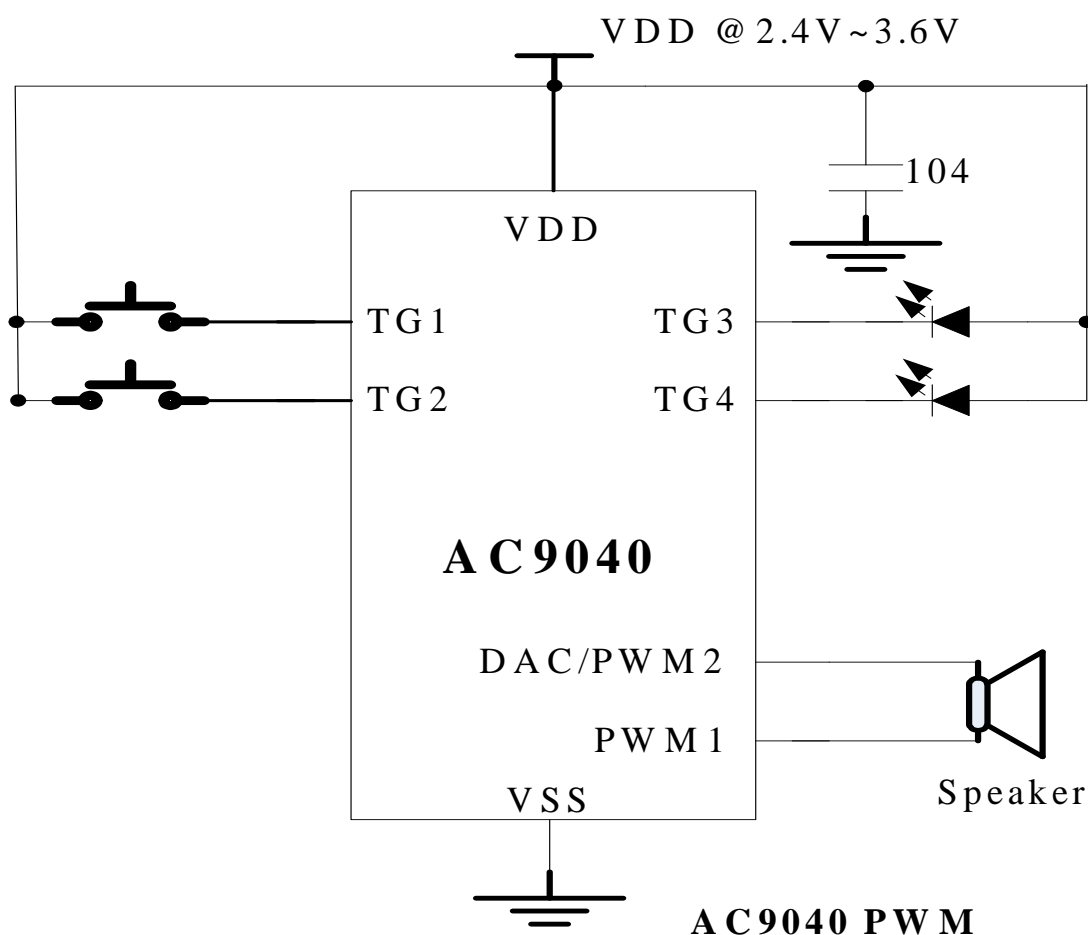 VDD @ 2.4V~3.6V
104
VDD
TG1
TG3
TG2
TG4
AC9040
DAC/PWM2
PWM1
Speaker
VSS
AC9040 PWM